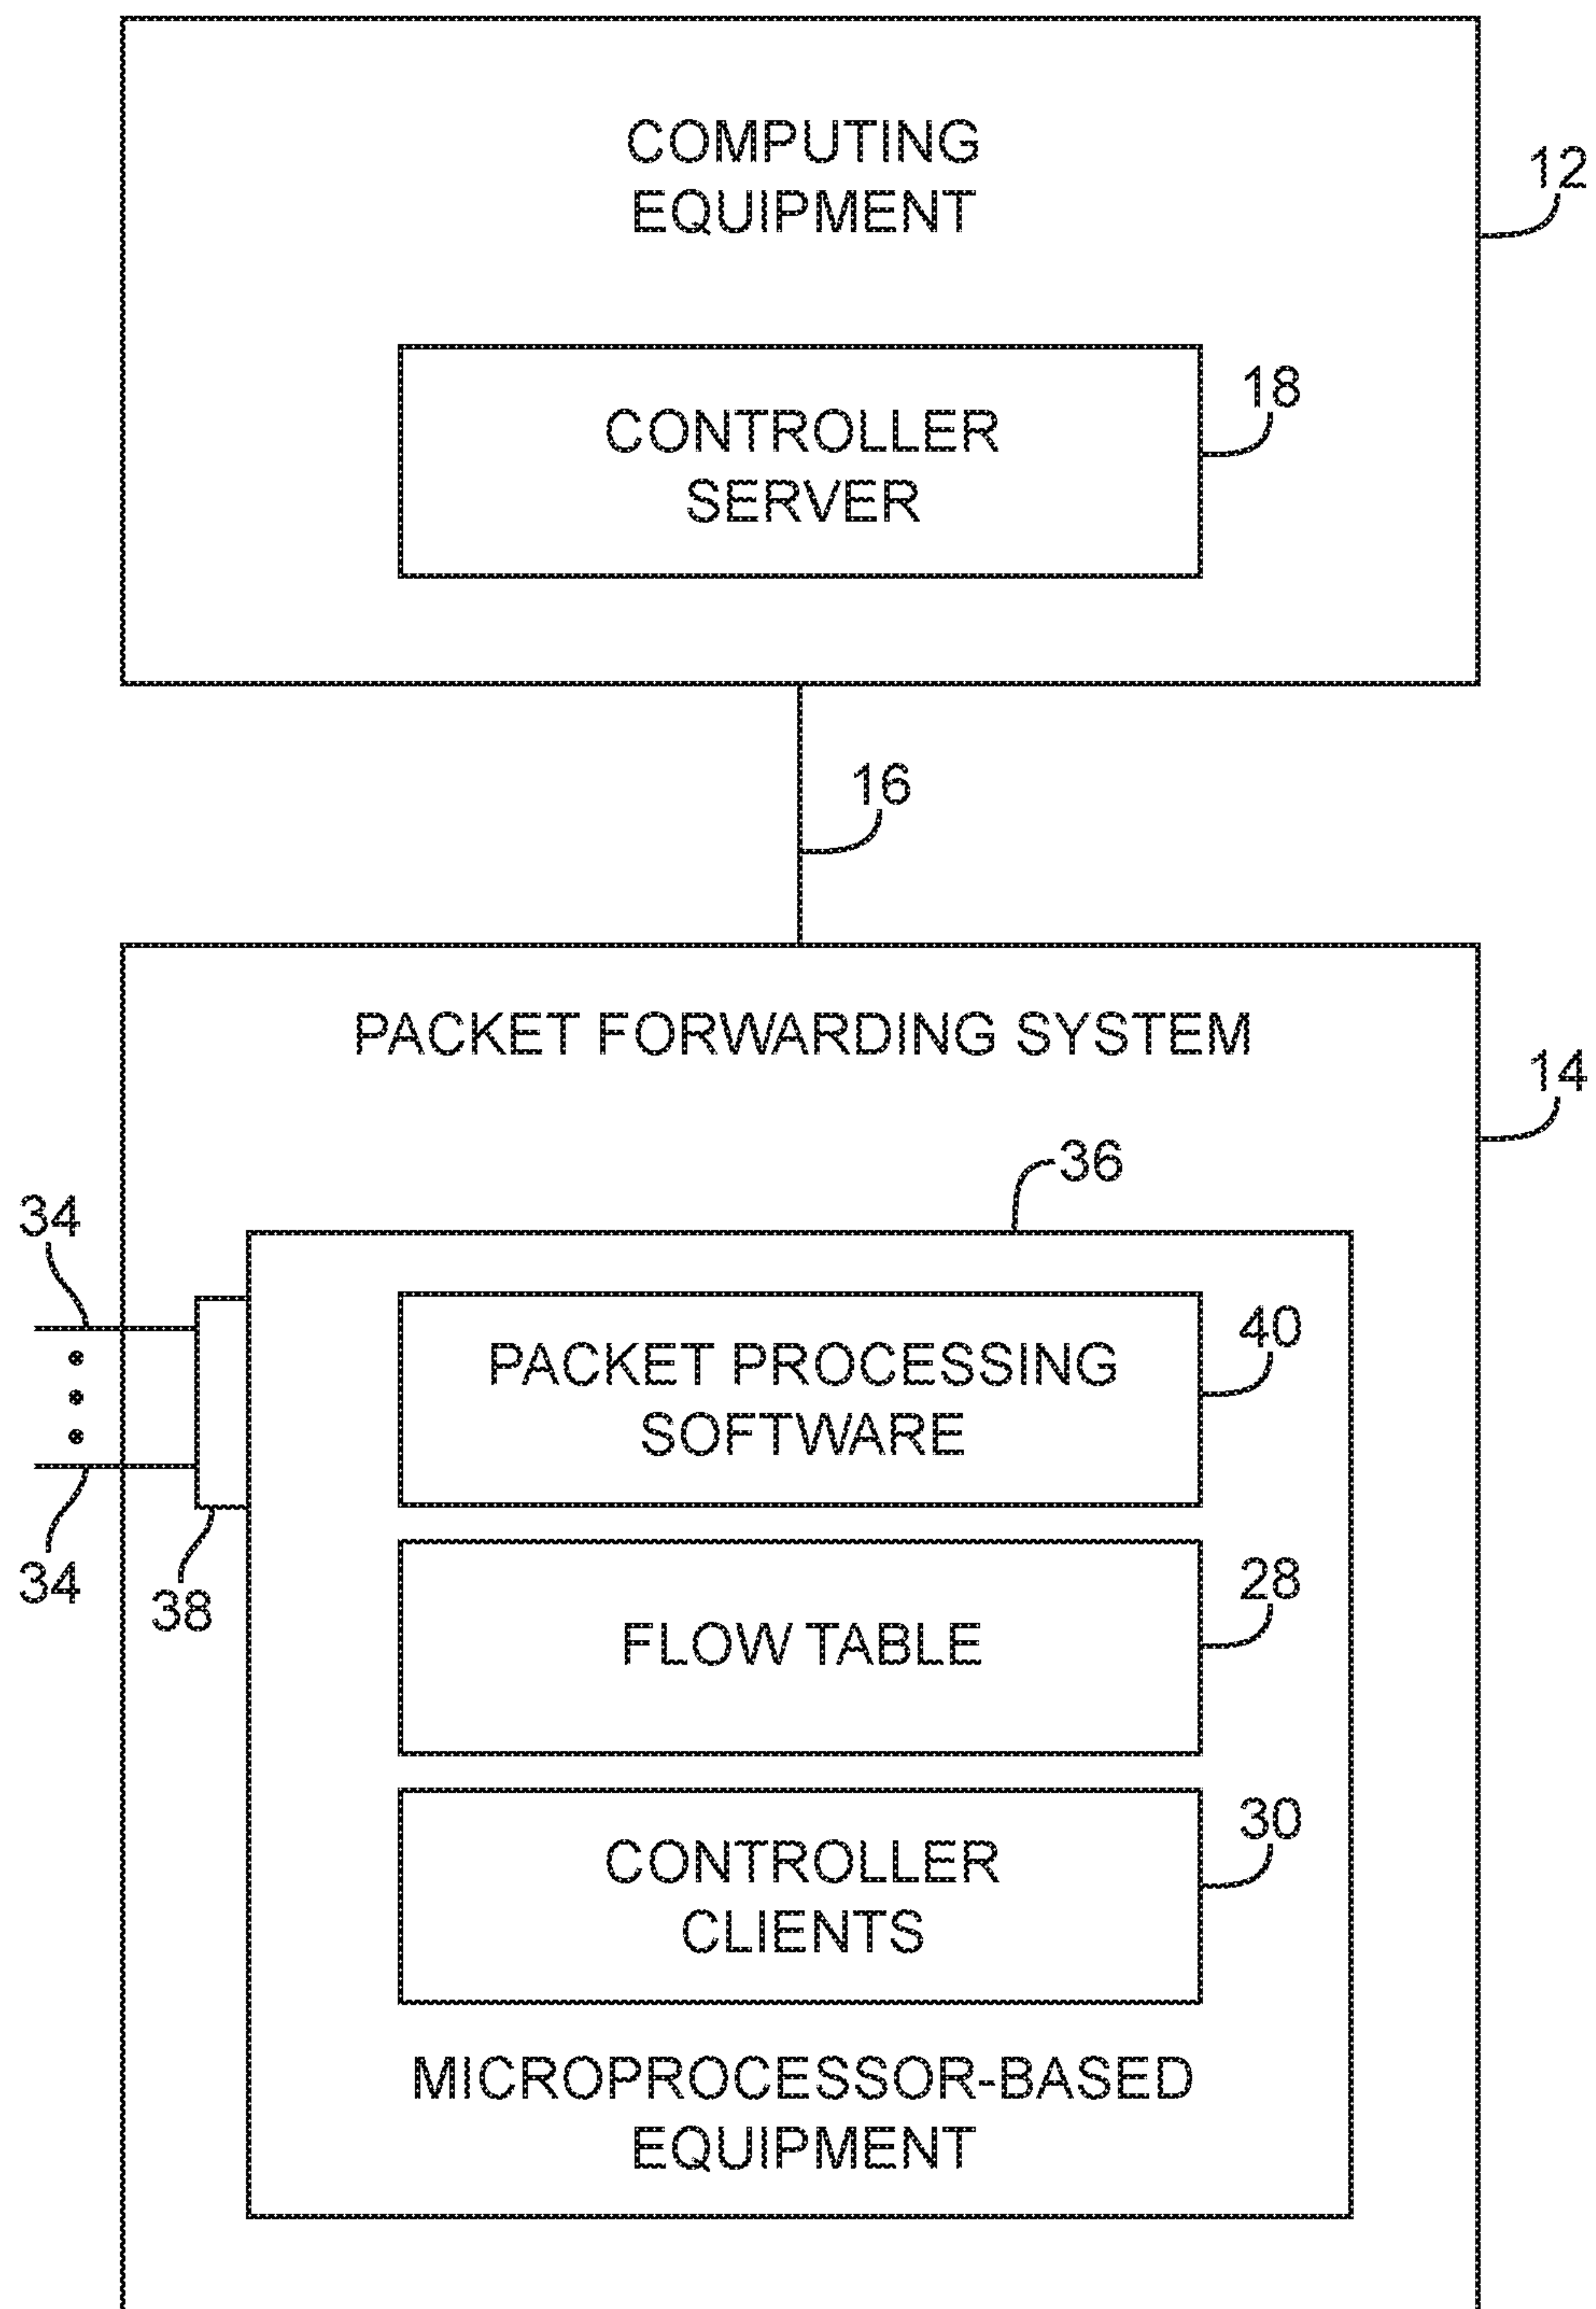 COMPUTING
EQUIPMENT
12
CONTROLLER
SERVER
18
16
PACKET FORWARDING SYSTEM
14
36
34
PACKET PROCESSING
SOFTWARE
40
34
38
FLOW TABLE
28
CONTROLLER
CLIENTS
30
MICROPROCESSOR-BASED
EQUIPMENT